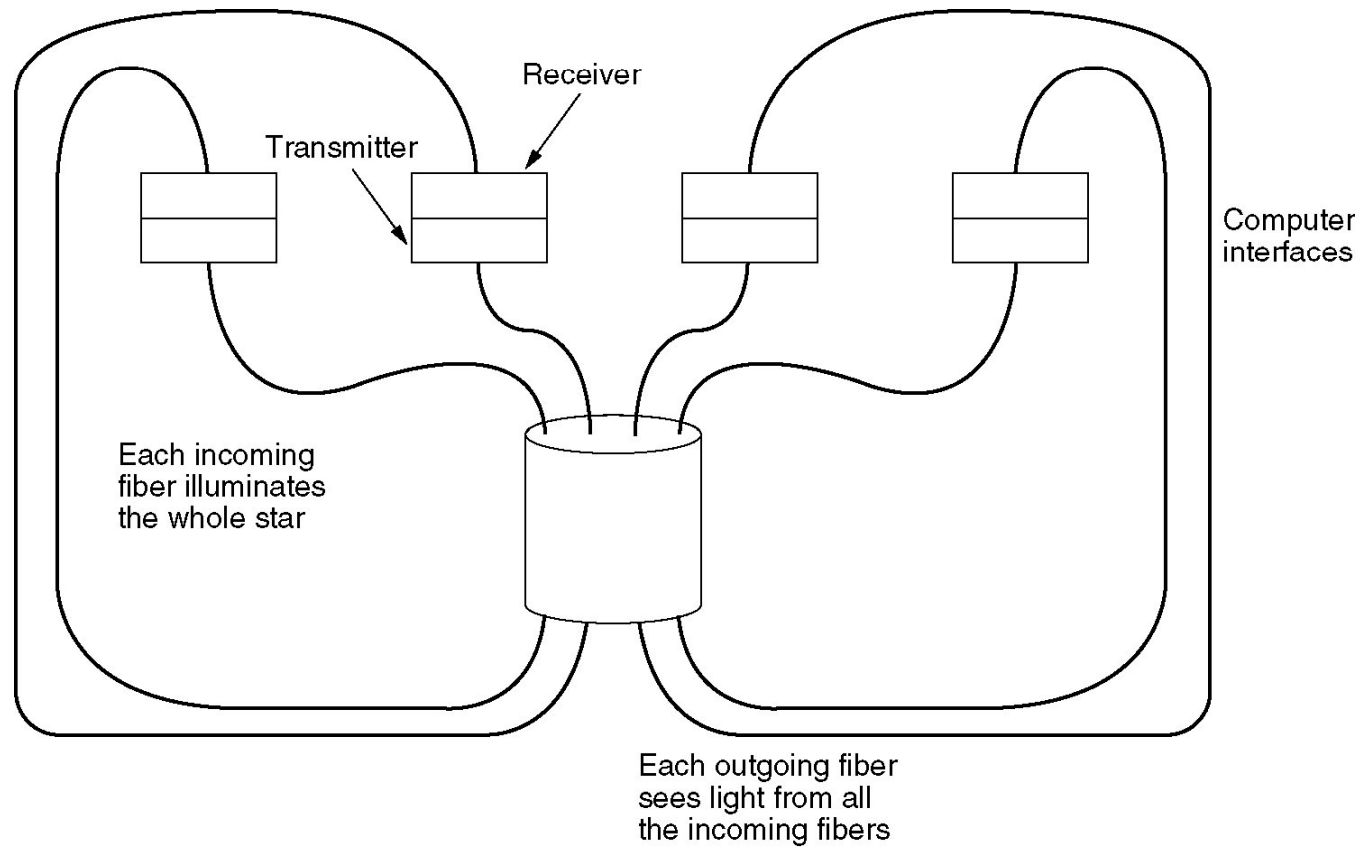 Receiver
Transmitter
Computer
interfaces
Each incoming
fiber illuminates
the whole star
Each outgoing fiber
sees light from all
the incoming fibers